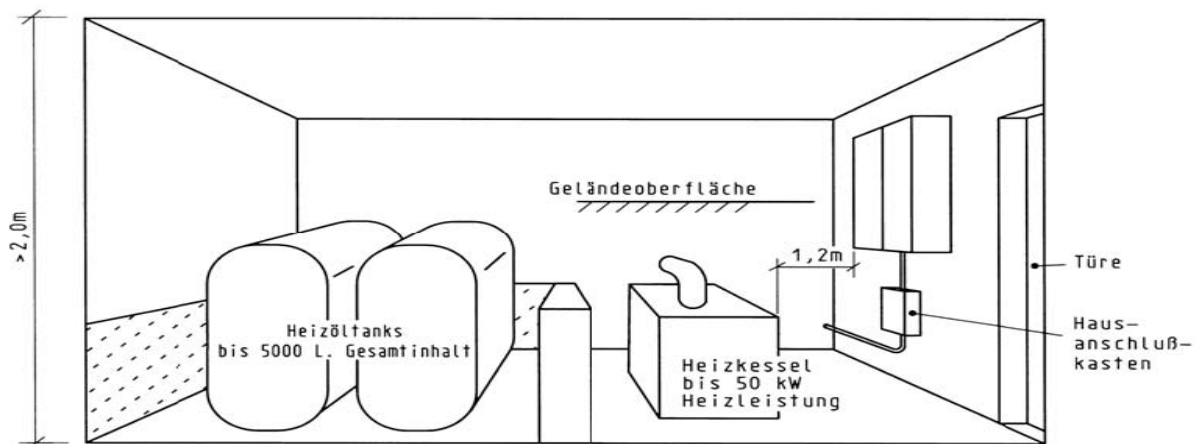 >2,0m
Geländeoberfläche
1,2m
Türe
Heizöltanks
bis 5000 L. Gesamtinhalt
Heizkessel
bis 50 kW
Heizleistung
Haus-
anschluß-
kasten